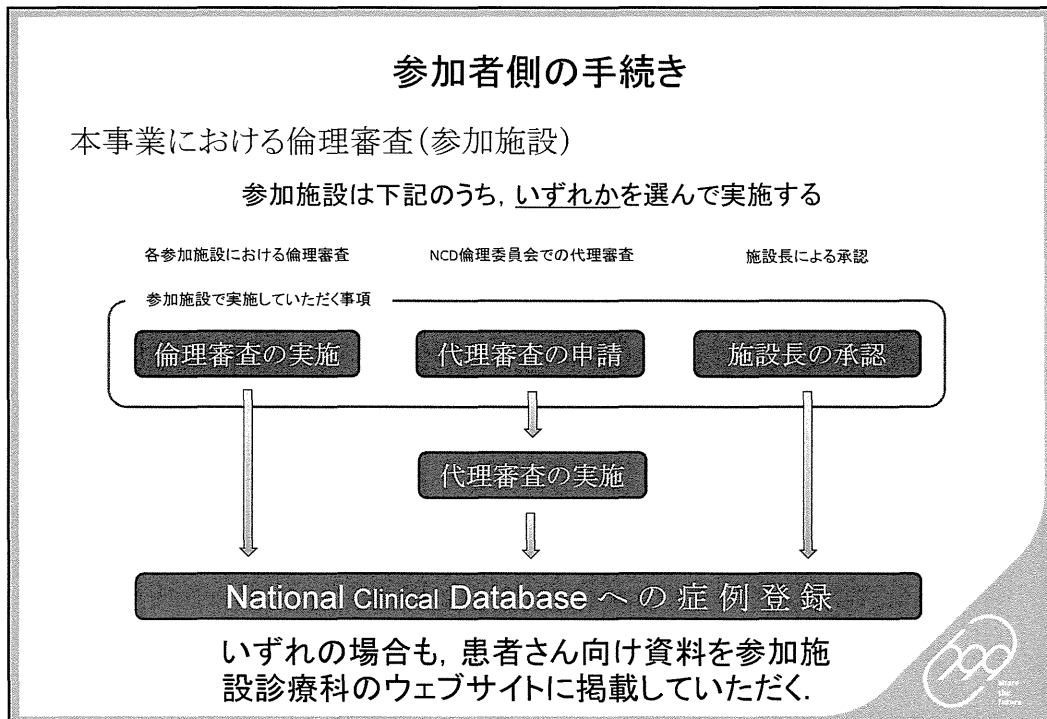 参加者側の手続き
本事業における倫理審査(参加施設)
参加施設は下記のうち，いずれかを選んで実施する
各参加施設における倫理審査
NCD倫理委員会での代理審査
施設長による承認
参加施設で実施していただく事項
倫理審査の実施
代理審査の申請
施設長の承認
代理審査の実施
National Clinical Database への症例登録
いずれの場合も，患者さん向け資料を参加施
設診療科のウェブサイトに掲載していただく．